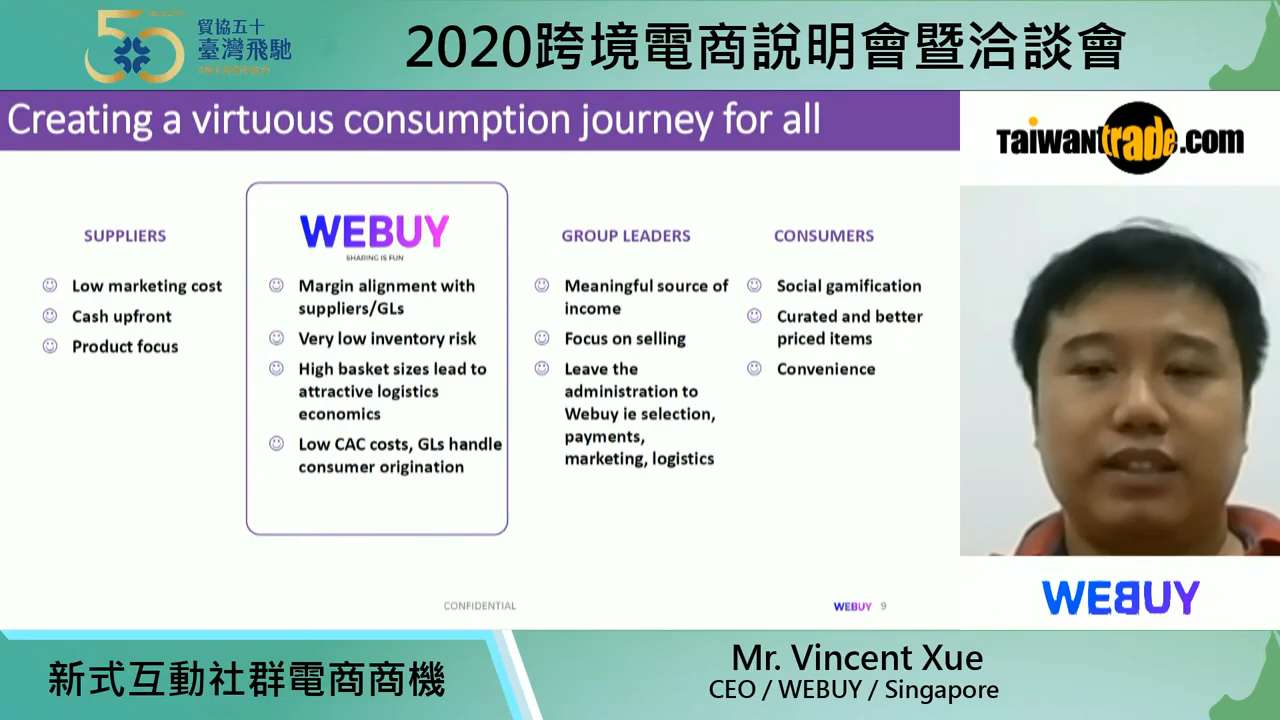 50
貿協五十
臺灣飛馳
2020跨境電商說明會暨洽談會
Creating a virtuous consumption journey for all
Taiwantrade.com
SUPPLIERS
Low marketing cost
Cash upfront
Product focus
WEBUY
SHARING IS FUN
Margin alignment with
suppliers/GLs
Very low inventory risk
High basket sizes lead to
attractive logistics
economics
Low CAC costs, GLs handle
consumer origination
GROUP LEADERS
Meaningful source of
income
Focus on selling
Leave the
administration to
Webuy ie selection,
payments,
marketing, logistics
CONSUMERS
Social gamification
Curated and better
priced items
Convenience
CONFIDENTIAL
WEBUY 9
WEBUY
新式互動社群電商商機
Mr. Vincent Xue
CEO / WEBUY / Singapore